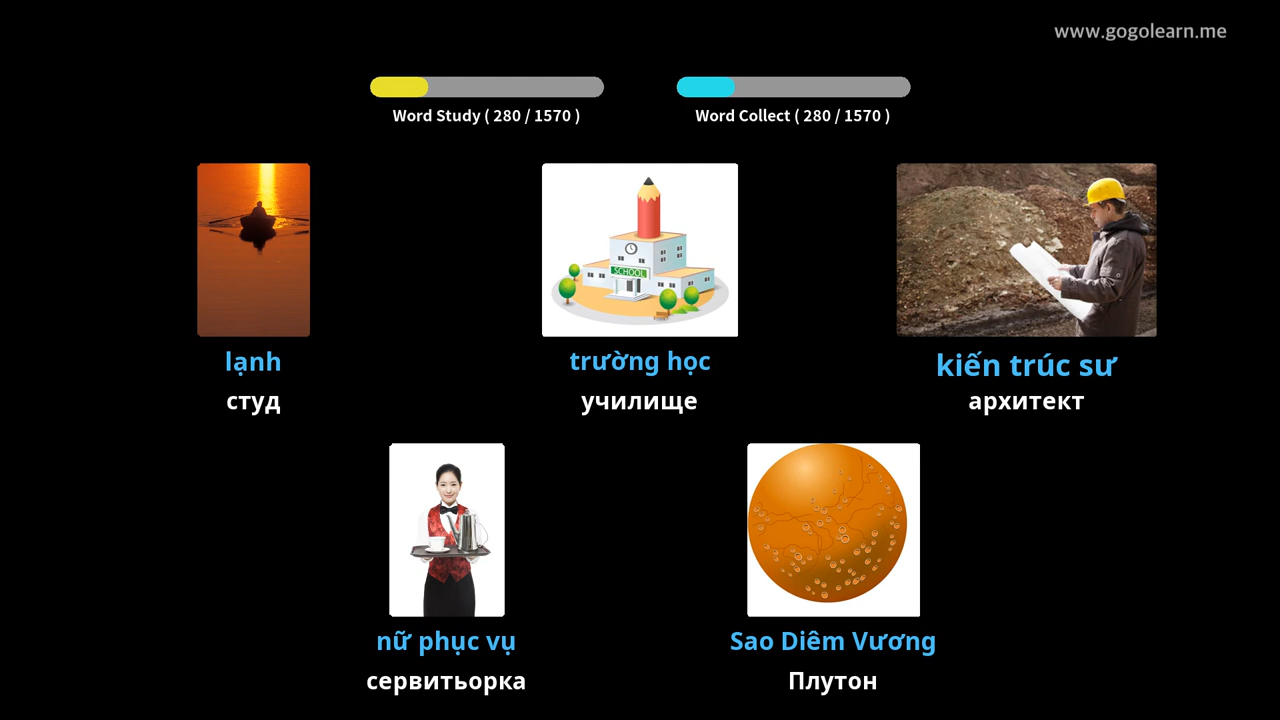 www.gogolearn.me
Word Study ( 280 / 1570 )
Word Collect ( 280 / 1570 )
SCHOOL
lạnh
студ
trường học
училище
kiến trúc sư
архитект
nữ phục vụ
сервитьорка
Sao Diêm Vương
Плутон